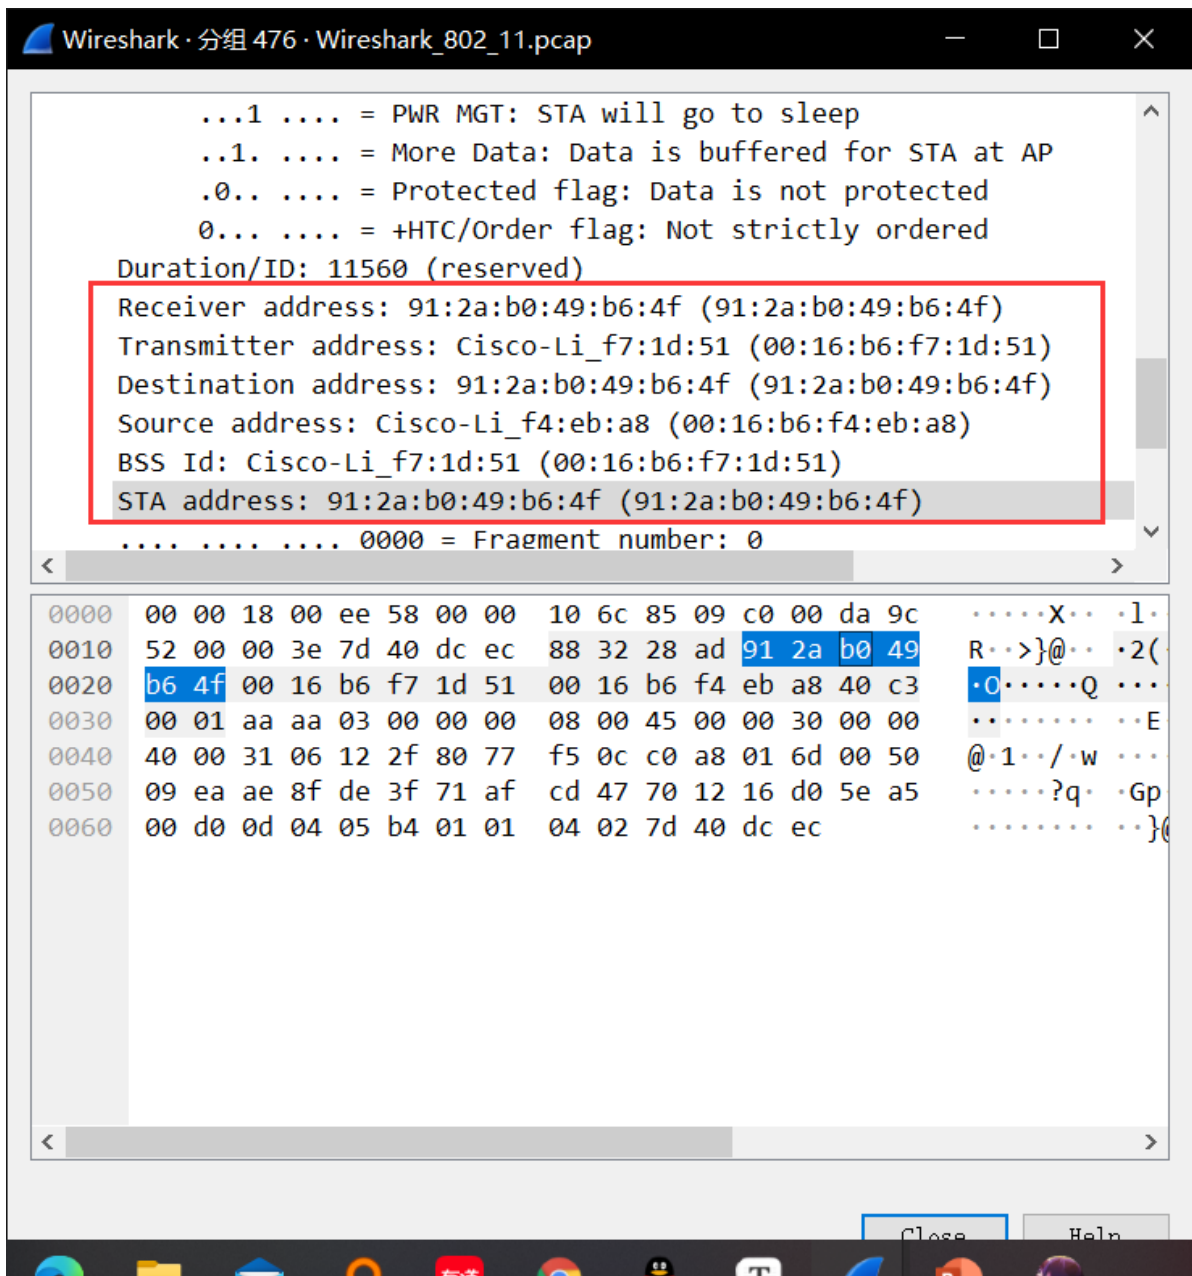 Wireshark · 分组 476 · Wireshark_802_11.pcap
...1 .... = PWR MGT: STA will go to sleep
..1. .... = More Data: Data is buffered for STA at AP
.0.. .... = Protected flag: Data is not protected
0... .... = +HTC/Order flag: Not strictly ordered
Duration/ID: 11560 (reserved)
Receiver address: 91:2a:b0:49:b6:4f (91:2a:b0:49:b6:4f)
Transmitter address: Cisco-Li_f7:1d:51 (00:16:b6:f7:1d:51)
Destination address: 91:2a:b0:49:b6:4f (91:2a:b0:49:b6:4f)
Source address: Cisco-Li_f4:eb:a8 (00:16:b6:f4:eb:a8)
BSS Id: Cisco-Li_f7:1d:51 (00:16:b6:f7:1d:51)
STA address: 91:2a:b0:49:b6:4f (91:2a:b0:49:b6:4f)
.... .... .... 0000 = Fragment number: 0
0000 00 00 18 00 ee 58 00 00 10 6c 85 09 c0 00 da 9c ·····X·· ·l··
0010 52 00 00 3e 7d 40 dc ec 88 32 28 ad 91 2a b0 49 R··>}@·· ·2(
0020 b6 4f 00 16 b6 f7 1d 51 00 16 b6 f4 eb a8 40 c3 ·O·····Q ····
0030 00 01 aa aa 03 00 00 00 08 00 45 00 00 30 00 00 ········ ··E
0040 40 00 31 06 12 2f 80 77 f5 0c c0 a8 01 6d 00 50 @·1··/·w ····
0050 09 ea ae 8f de 3f 71 af cd 47 70 12 16 d0 5e a5 ·····?q· ·Gp
0060 00 d0 0d 04 05 b4 01 01 04 02 7d 40 dc ec ········ ··}@
Close Help